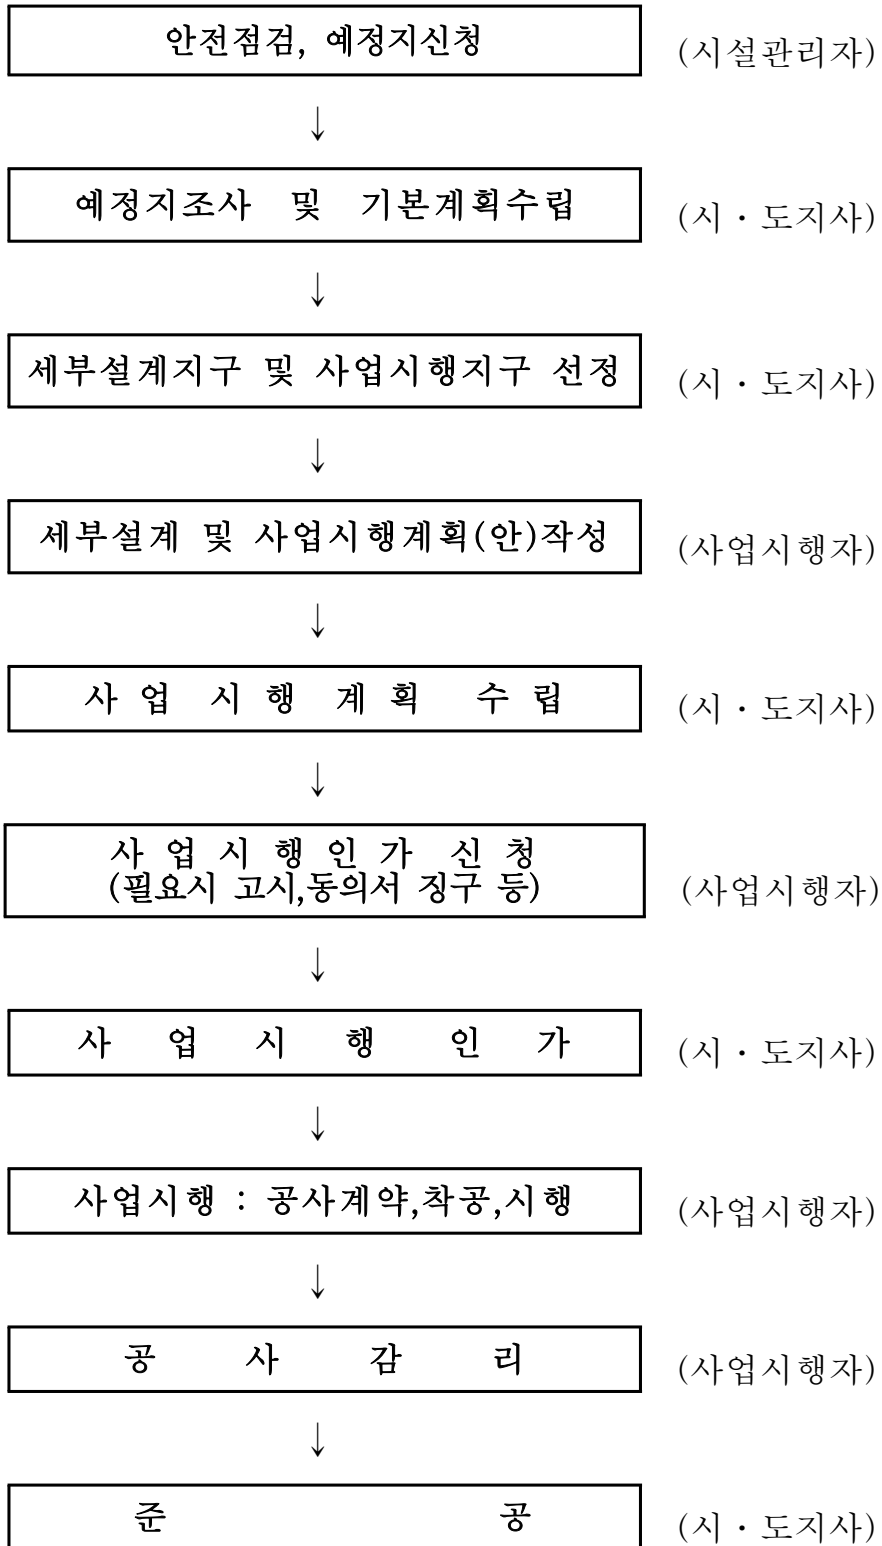 안전점검, 예정지신청 (시설관리자)
↓
예정지조사 및 기본계획수립 (시・도지사)
↓
세부설계지구 및 사업시행지구 선정 (시・도지사)
↓
세부설계 및 사업시행계획(안)작성 (사업시행자)
↓
사 업 시 행 계 획 수 립 (시・도지사)
↓
사 업 시 행 인 가 신 청
(필요시 고시,동의서 징구 등) (사업시행자)
↓
사 업 시 행 인 가 (시・도지사)
↓
사업시행 : 공사계약,착공,시행 (사업시행자)
↓
공 사 감 리 (사업시행자)
↓
준 공 (시・도지사)